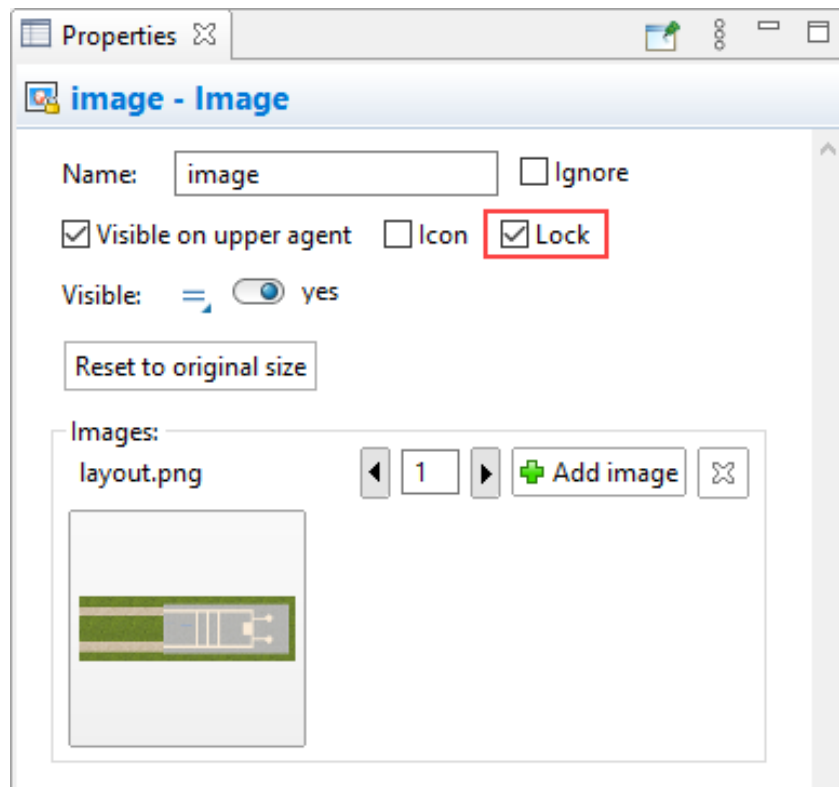 Properties
image - Image
Name: image Ignore
Visible on upper agent Icon Lock
Visible: yes
Reset to original size
Images:
layout.png 1 Add image